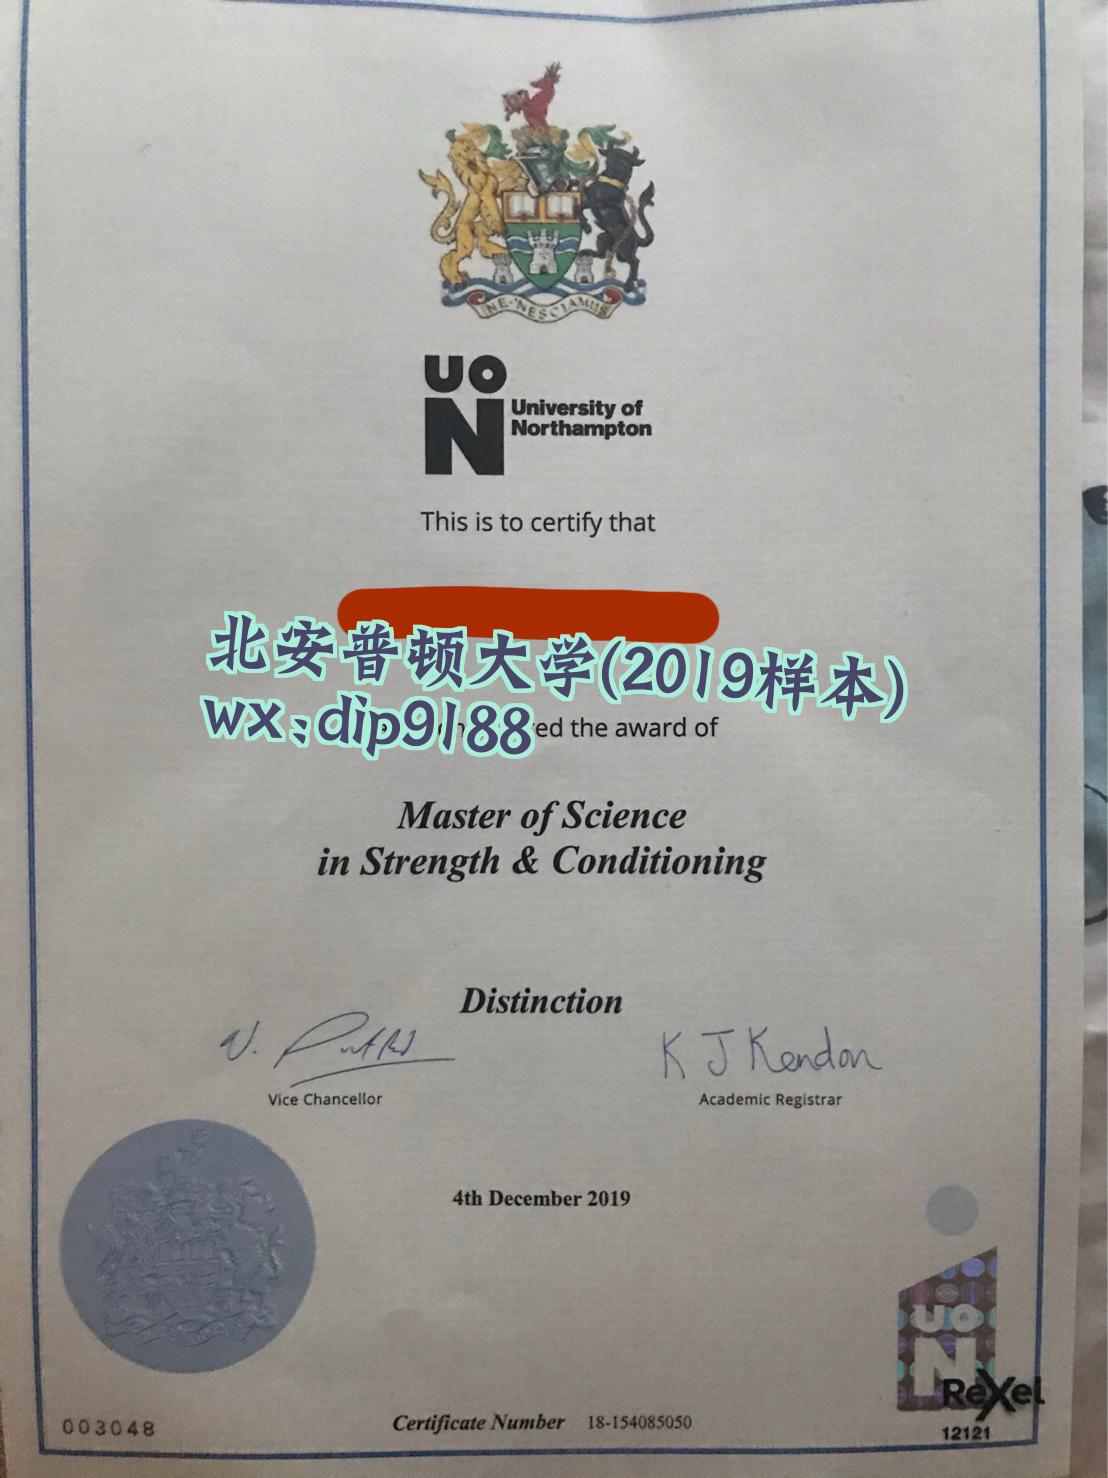 NE·NESCIAMUS
UON
University of
Northampton
This is to certify that
北安普顿大学(2019样本)
wx:dip9188
ed the award of
Master of Science
in Strength & Conditioning
Distinction
K J Kendon
Vice Chancellor
Academic Registrar
4th December 2019
UON
Rexel
12121
003048
Certificate Number 18-154085050